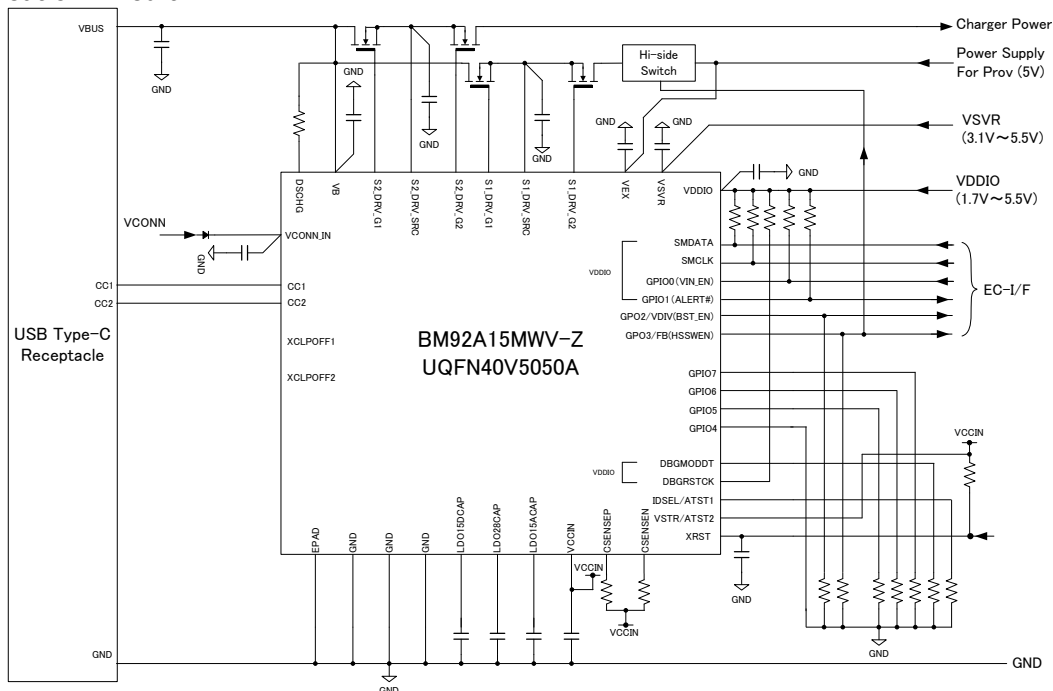 VBUS
Charger Power
Hi-side
Switch
Power Supply
For Prov (5V)
GND
GND
GND
GND
GND
GND
VSVR
(3.1V～5.5V)
DSCHG
VB
S2_DRV_G1
S2_DRV_SRC
S2_DRV_G2
S1_DRV_G1
S1_DRV_SRC
S1_DRV_G2
VEX
VSVR
VDDIO
GND
VDDIO
(1.7V～5.5V)
VCONN
VCONN_IN
GND
SMDATA
SMCLK
VDDIO
GPIO0(VIN_EN)
GPIO1(ALERT#)
GPO2/VDIV(BST_EN)
GPO3/FB(HSSWEN)
EC-I/F
CC1
CC1
CC2
CC2
USB Type-C
Receptacle
XCLPOFF1
XCLPOFF2
BM92A15MWV-Z
UQFN40V5050A
GPIO7
GPIO6
GPIO5
GPIO4
VCCIN
VDDIO
DBGMODDT
DBGRSTCK
IDSEL/ATST1
VSTR/ATST2
XRST
EPAD
GND
GND
GND
LDO15DCAP
LDO28CAP
LDO15ACAP
VCCIN
CSENSEP
CSENSEN
VCCIN
VCCIN
GND
GND
GND
GND
GND